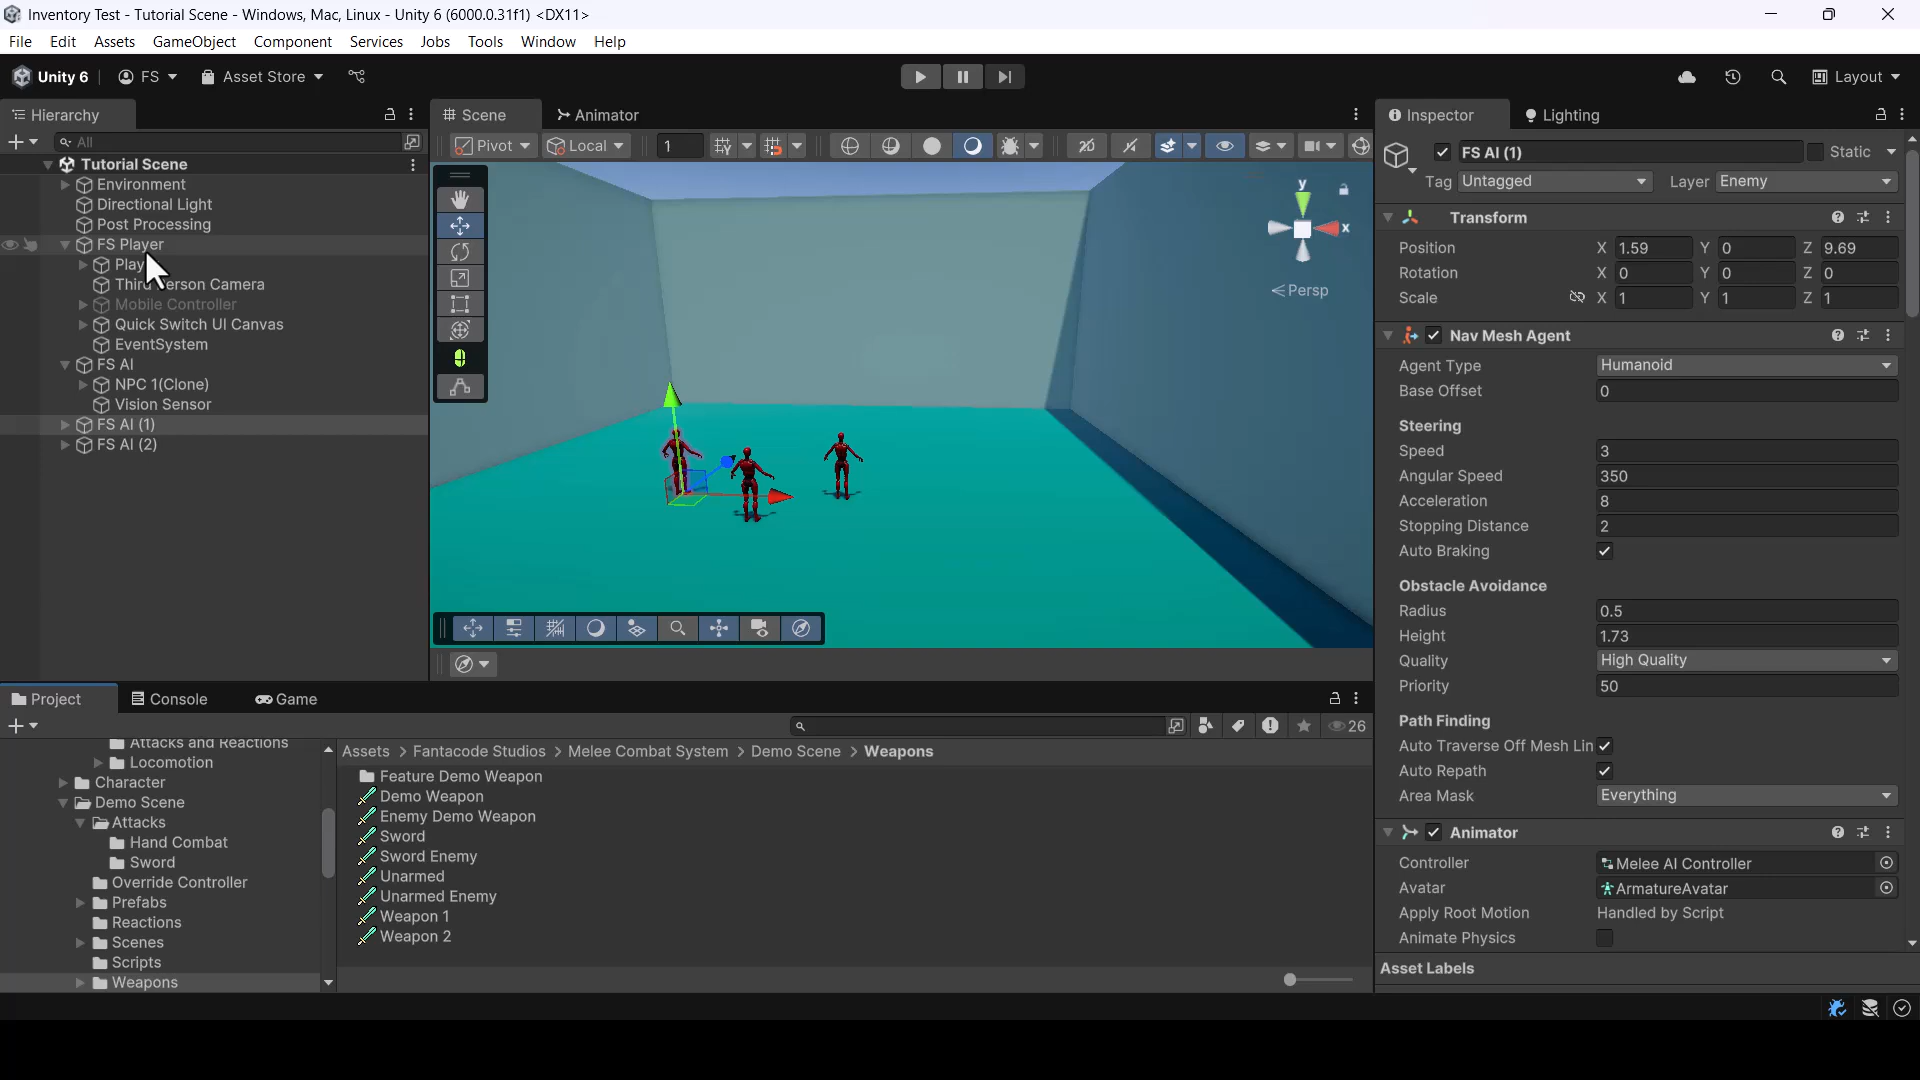 Inventory Test - Tutorial Scene - Windows, Mac, Linux - Unity 6 (6000.0.31f1) <DX11>
File Edit Assets GameObject Component Services Jobs Tools Window Help
Unity 6 FS Asset Store Layout
Hierarchy
All
Tutorial Scene
Environment
Directional Light
Post Processing
FS Player
Third Person Camera
Mobile Controller
Quick Switch UI Canvas
EventSystem
FS AI
NPC 1(Clone)
Vision Sensor
FS AI (1)
FS AI (2)
Scene Animator
Pivot Local 1 2D
y
x
Persp
Inspector Lighting
FS AI (1) Static
Tag Untagged Layer Enemy
Transform
Position X 1.59 Y 0 Z 9.69
Rotation X 0 Y 0 Z 0
Scale X 1 Y 1 Z 1
Nav Mesh Agent
Agent Type Humanoid
Base Offset 0
Steering
Speed 3
Angular Speed 350
Acceleration 8
Stopping Distance 2
Auto Braking
Obstacle Avoidance
Radius 0.5
Height 1.73
Quality High Quality
Priority 50
Path Finding
Auto Traverse Off Mesh Lin
Auto Repath
Area Mask Everything
Animator
Controller Melee AI Controller
Avatar ArmatureAvatar
Apply Root Motion Handled by Script
Animate Physics
Asset Labels
Project Console Game
26
Attacks and Reactions
Locomotion
Character
Demo Scene
Attacks
Hand Combat
Sword
Override Controller
Prefabs
Reactions
Scenes
Scripts
Weapons
Assets > Fantacode Studios > Melee Combat System > Demo Scene > Weapons
Feature Demo Weapon
Demo Weapon
Enemy Demo Weapon
Sword
Sword Enemy
Unarmed
Unarmed Enemy
Weapon 1
Weapon 2